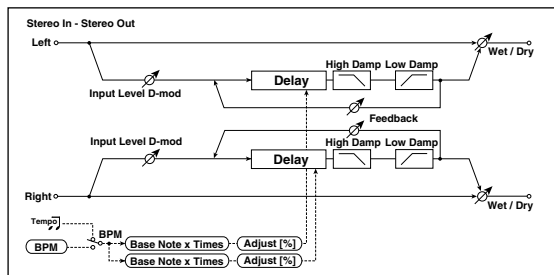 Stereo In - Stereo Out
Left
Wet / Dry
High Damp Low Damp
Delay
Input Level D-mod
Feedback
Input Level D-mod
High Damp Low Damp
Delay
Right
Wet / Dry
Tempo
BPM
BPM
Base Note x Times
Adjust [%]
Base Note x Times
Adjust [%]